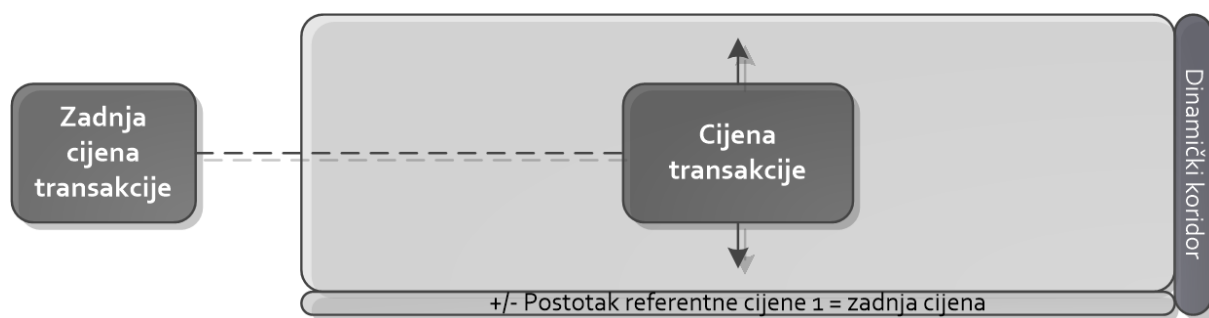 Zadnja
cijena
transakcije
Cijena
transakcije
Dinamički koridor
+/- Postotak referentne cijene 1 = zadnja cijena